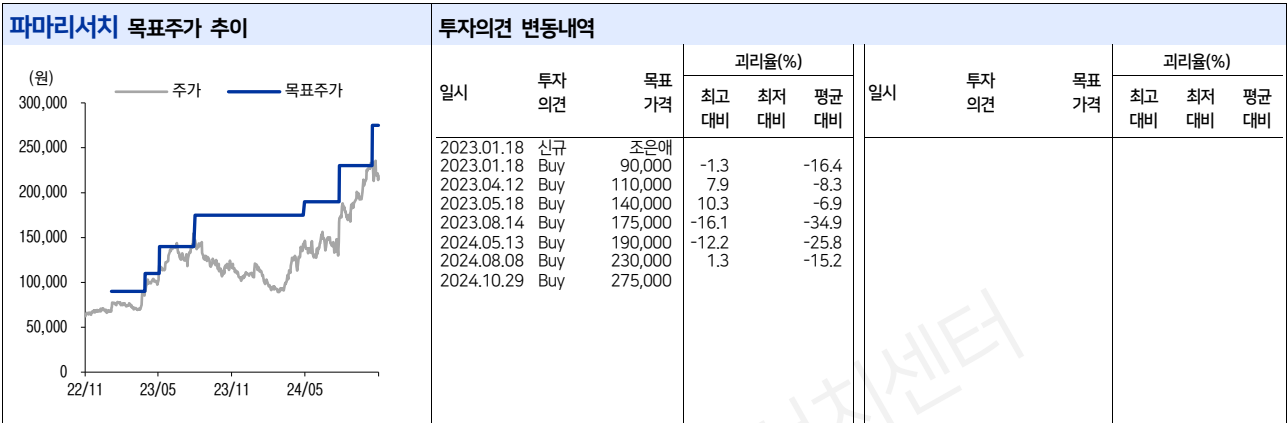 파마리서치 목표주가 추이
(원)
주가 목표주가
300,000
250,000
200,000
150,000
100,000
50,000
0
22/11 23/05 23/11 24/05
투자의견 변동내역
일시 투자의견 목표가격 괴리율(%)
최고대비 최저대비 평균대비
2023.01.18 신규 조은애
2023.01.18 Buy 90,000 -1.3 -16.4
2023.04.12 Buy 110,000 7.9 -8.3
2023.05.18 Buy 140,000 10.3 -6.9
2023.08.14 Buy 175,000 -16.1 -34.9
2024.05.13 Buy 190,000 -12.2 -25.8
2024.08.08 Buy 230,000 1.3 -15.2
2024.10.29 Buy 275,000
일시 투자의견 목표가격 괴리율(%)
최고대비 최저대비 평균대비
치센터